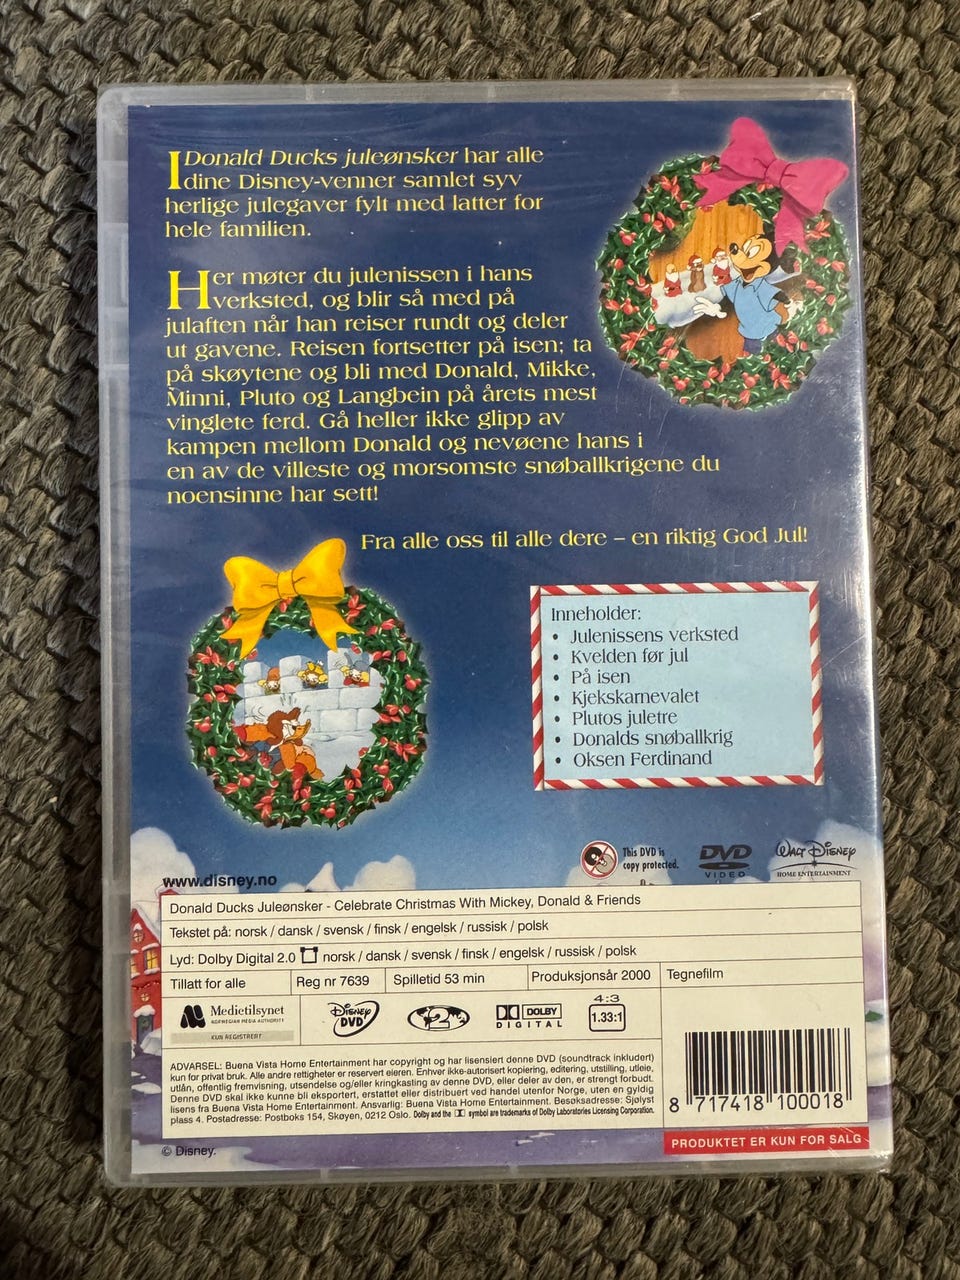 I Donald Ducks juleønsker har alle
dine Disney-venner samlet syv
herlige julegaver fylt med latter for
hele familien.
Her møter du julenissen i hans
verksted, og blir så med på
julaften når han reiser rundt og deler
ut gavene. Reisen fortsetter på isen; ta
på skøytene og bli med Donald, Mikke,
Minni, Pluto og Langbein på årets mest
vinglete ferd. Gå heller ikke glipp av
kampen mellom Donald og nevøene hans i
en av de villeste og morsomste snøballkrigene du
noensinne har sett!
Fra alle oss til alle dere – en riktig God Jul!
Inneholder:
• Julenissens verksted
• Kvelden før jul
• På isen
• Kjekskarnevalet
• Plutos juletre
• Donalds snøballkrig
• Oksen Ferdinand
This DVD is
copy protected.
DVD
VIDEO
WALT DISNEY
HOME ENTERTAINMENT
www.disney.no
Donald Ducks Juleønsker - Celebrate Christmas With Mickey, Donald & Friends
Tekstet på: norsk / dansk / svensk / finsk / engelsk / russisk / polsk
Lyd: Dolby Digital 2.0 norsk / dansk / svensk / finsk / engelsk / russisk / polsk
Tillatt for alle Reg nr 7639 Spilletid 53 min Produksjonsår 2000 Tegnefilm
Medietilsynet
NORWEGIAN MEDIA AUTHORITY
KUN REGISTRERT
DISNEY
DVD
2
DOLBY
DIGITAL
4:3
1.33:1
ADVARSEL: Buena Vista Home Entertainment har copyright og har lisensiert denne DVD (soundtrack inkludert)
kun for privat bruk. Alle andre rettigheter er reservert eieren. Enhver ikke-autorisert kopiering, editering, utstilling, utleie,
utlån, offentlig fremvisning, utsendelse og/eller kringkasting av denne DVD, eller deler av den, er strengt forbudt.
Denne DVD skal ikke kunne bli eksportert, erstattet eller distribuert ved handel utenfor Norge, uten en gyldig
lisens fra Buena Vista Home Entertainment. Ansvarlig: Buena Vista Home Entertainment. Besøksadresse: Sjølyst
plass 4. Postadresse: Postboks 154, Skøyen, 0212 Oslo. Dolby and the symbol are trademarks of Dolby Laboratories Licensing Corporation.
8 717418 100018
PRODUKTET ER KUN FOR SALG
© Disney.